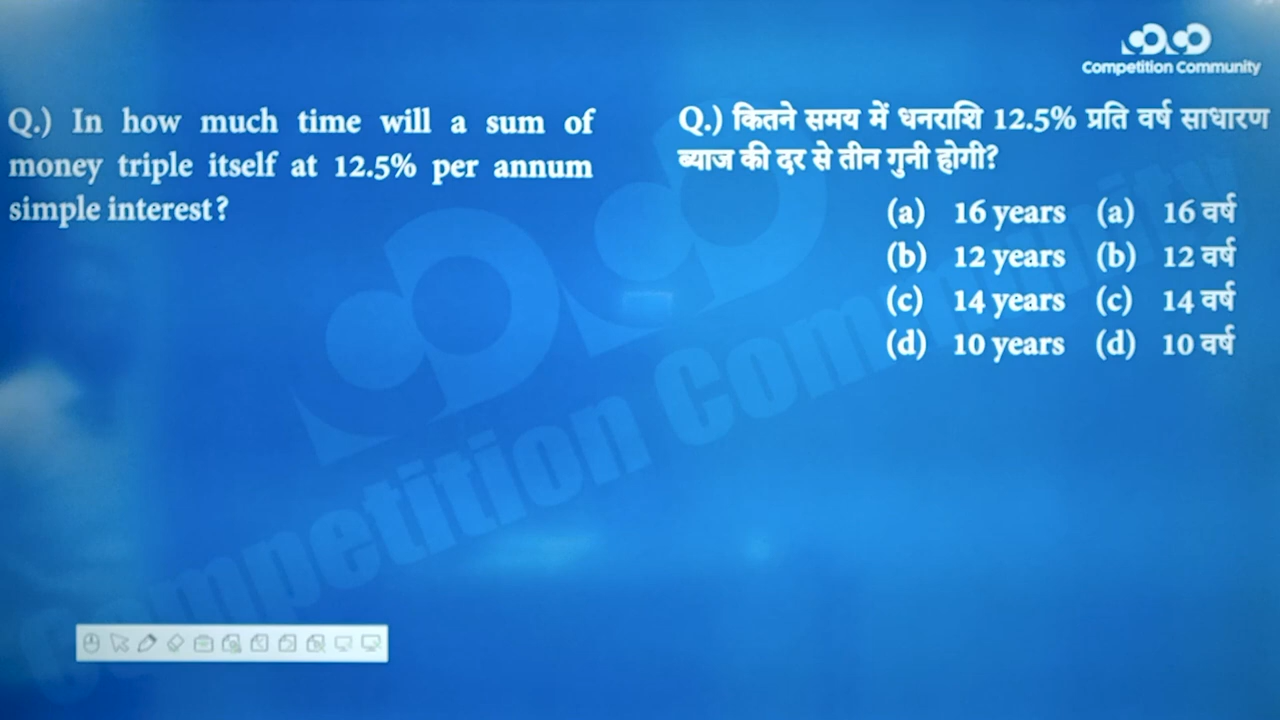 Competition Community
Q.) In how much time will a sum of
money triple itself at 12.5% per annum
simple interest?
Q.) कितने समय में धनराशि 12.5% प्रति वर्ष साधारण
ब्याज की दर से तीन गुनी होगी?
(a) 16 years (a) 16 वर्ष
(b) 12 years (b) 12 वर्ष
(c) 14 years (c) 14 वर्ष
(d) 10 years (d) 10 वर्ष
Competition Community